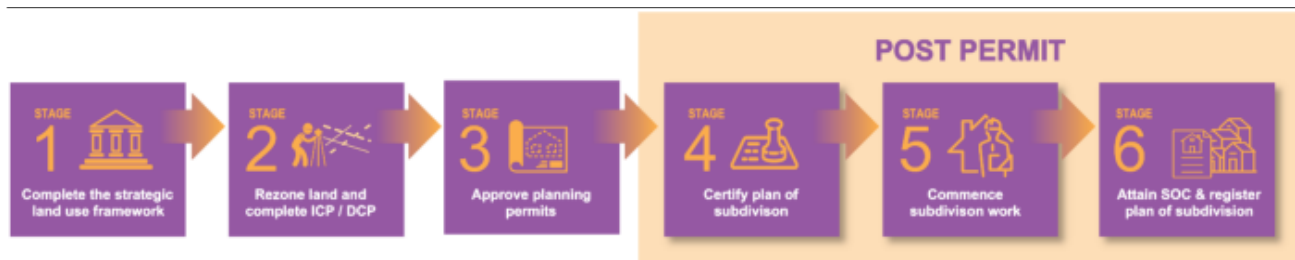 POST PERMIT
STAGE
1
Complete the strategic
land use framework
STAGE
2
Rezone land and
complete ICP / DCP
STAGE
3
Approve planning
permits
STAGE
4
Certify plan of
subdivison
STAGE
5
Commence
subdivison work
STAGE
6
Attain SOC & register
plan of subdivision